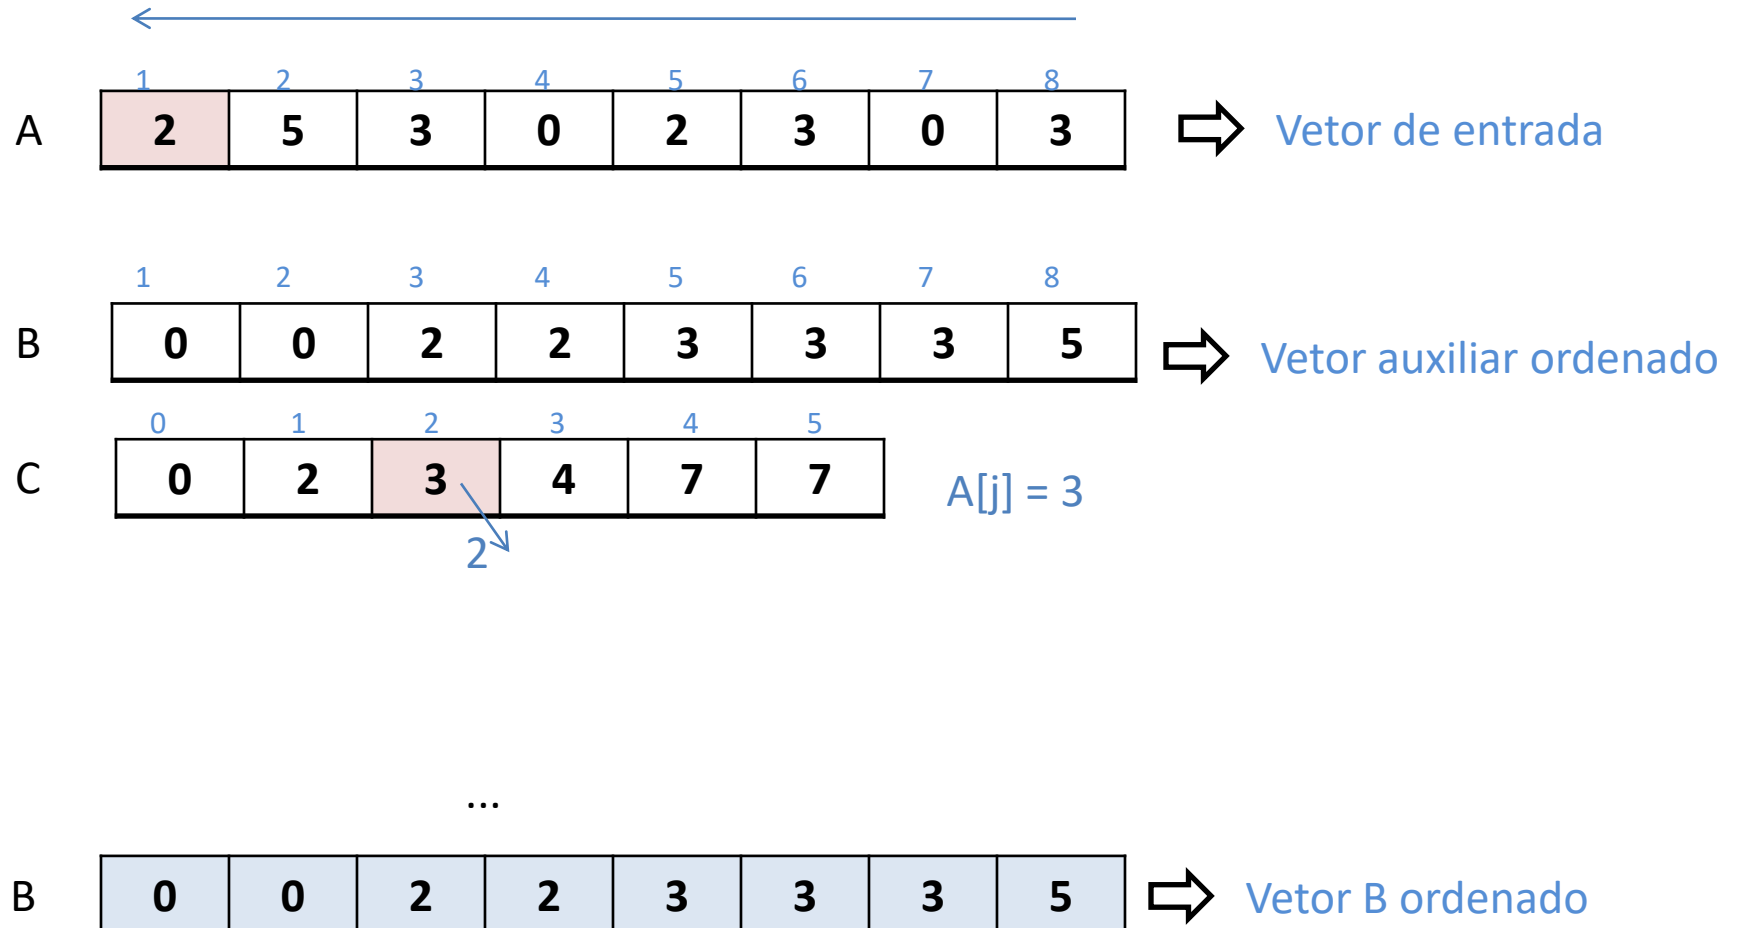 1 2 3 4 5 6 7 8
A 2 5 3 0 2 3 0 3 Vetor de entrada
1 2 3 4 5 6 7 8
B 0 0 2 2 3 3 3 5 Vetor auxiliar ordenado
0 1 2 3 4 5
C 0 2 3 4 7 7 A[j] = 3
2
...
B 0 0 2 2 3 3 3 5 Vetor B ordenado